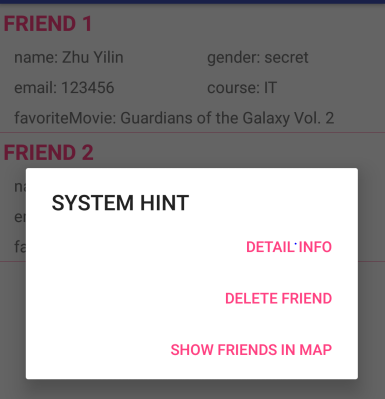 FRIEND 1
name: Zhu Yilin gender: secret
email: 123456 course: IT
favoriteMovie: Guardians of the Galaxy Vol. 2
FRIEND 2
SYSTEM HINT
DETAIL INFO
DELETE FRIEND
SHOW FRIENDS IN MAP